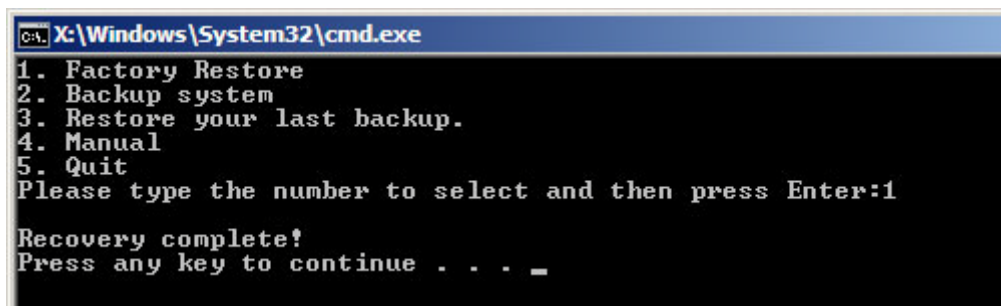 X:\Windows\System32\cmd.exe
1. Factory Restore
2. Backup system
3. Restore your last backup.
4. Manual
5. Quit
Please type the number to select and then press Enter:1
Recovery complete!
Press any key to continue . . . _